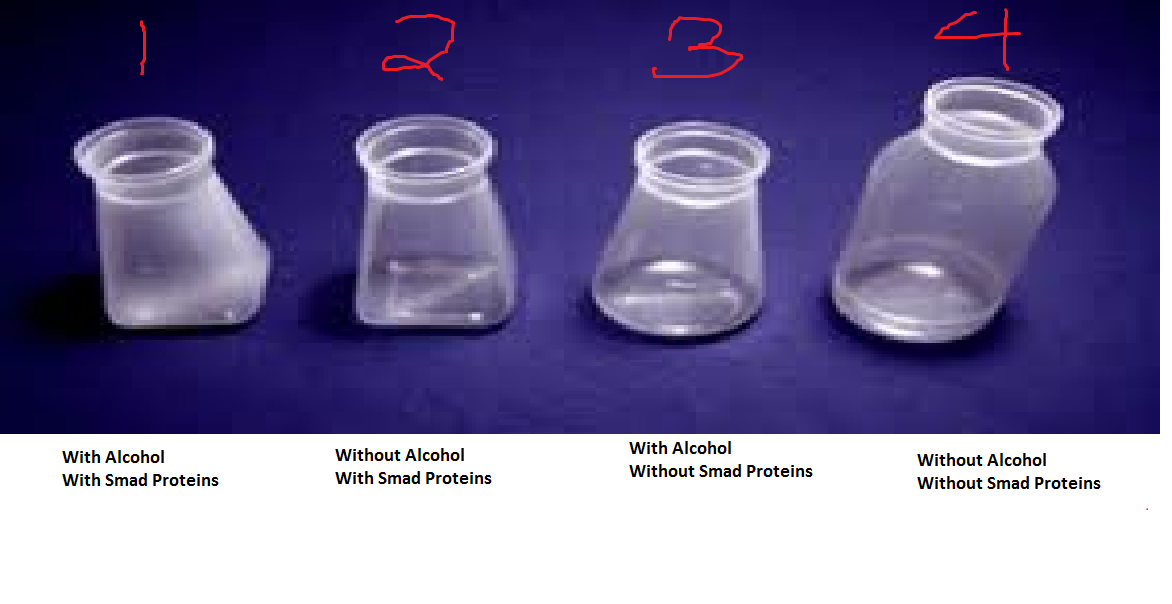 1 2 3 4
With Alcohol
With Smad Proteins
Without Alcohol
With Smad Proteins
With Alcohol
Without Smad Proteins
Without Alcohol
Without Smad Proteins